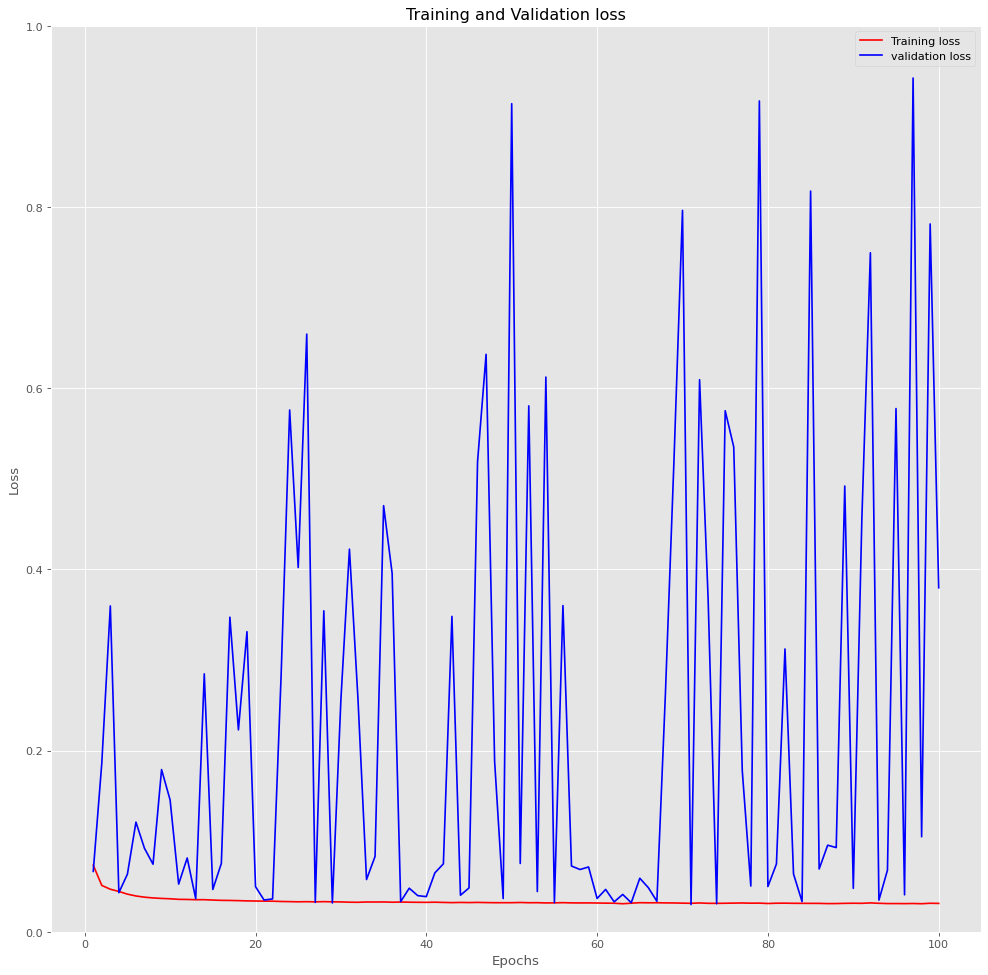 Training and Validation loss
Training loss
validation loss
1.0
0.8
0.6
0.4
0.2
0.0
Loss
0 20 40 60 80 100
Epochs